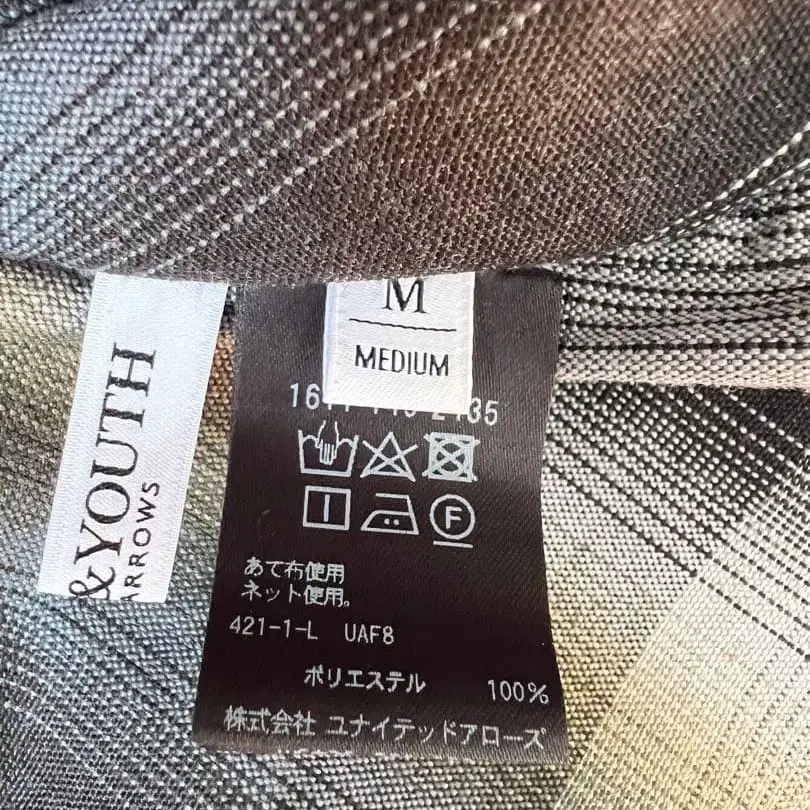 M
MEDIUM
&YOUTH
ARROWS
F
あて布使用
ネット使用。
421-1-L UAF8
ポリエステル 100%
株式会社 ユナイテッドアローズ